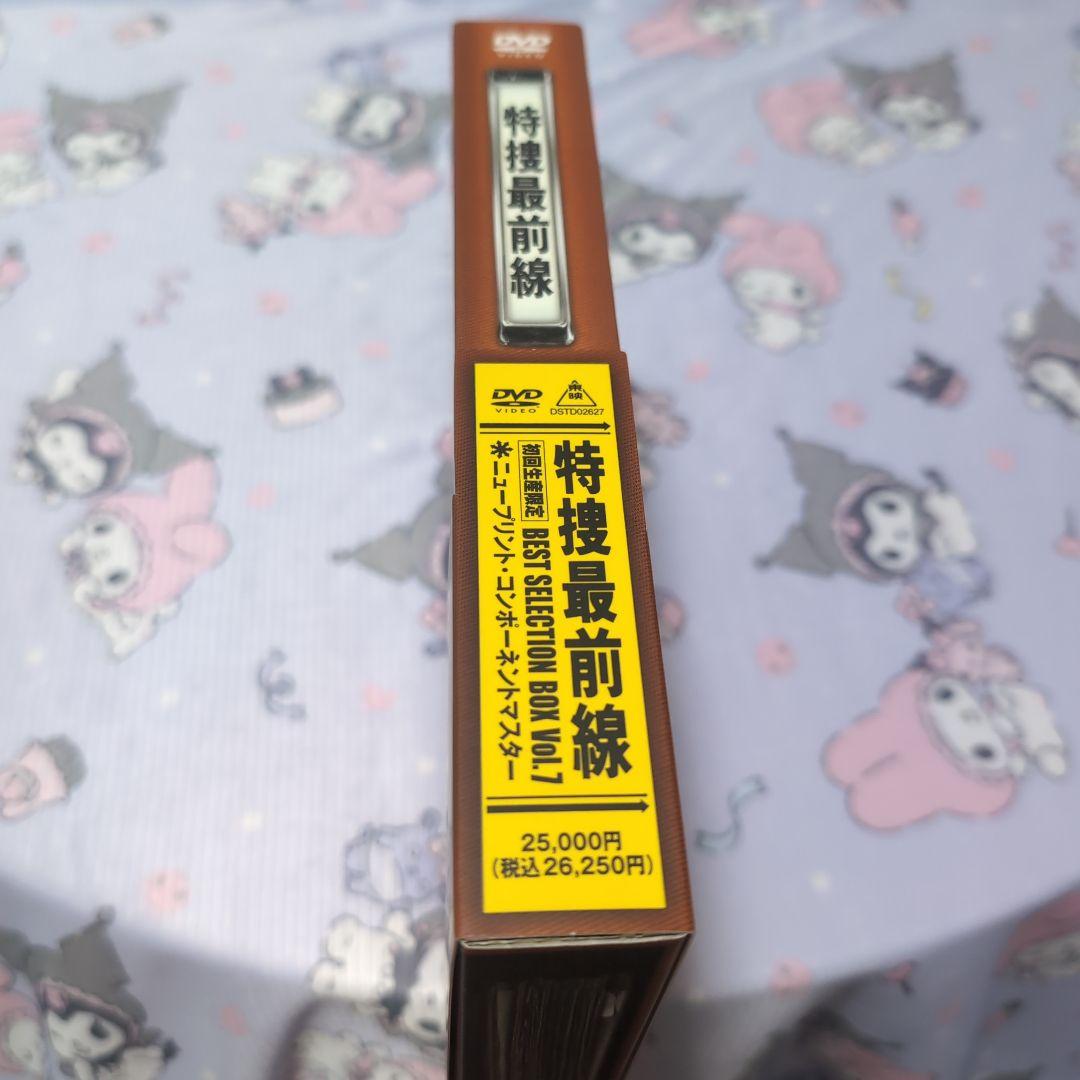 DVD
VIDEO
特捜最前線
DVD
VIDEO
東映
DSTD02627
特捜最前線
初回生産限定 BEST SELECTION BOX Vol.7
＊ニュープリント・コンポーネントマスター
25,000円
(税込26,250円)